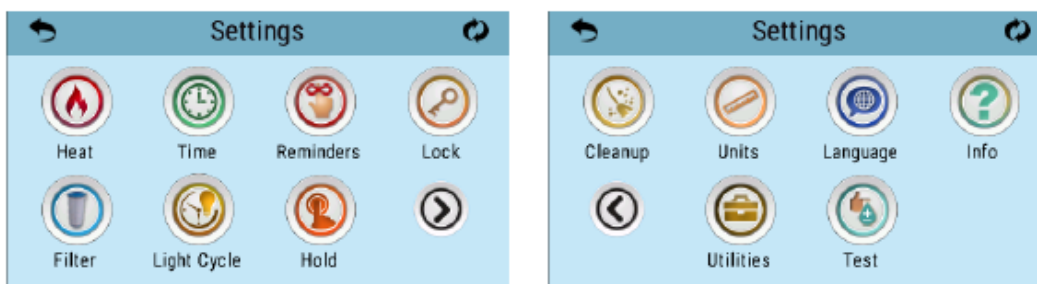 Settings
Heat Time Reminders Lock
Filter Light Cycle Hold
Settings
Cleanup Units Language Info
Utilities Test